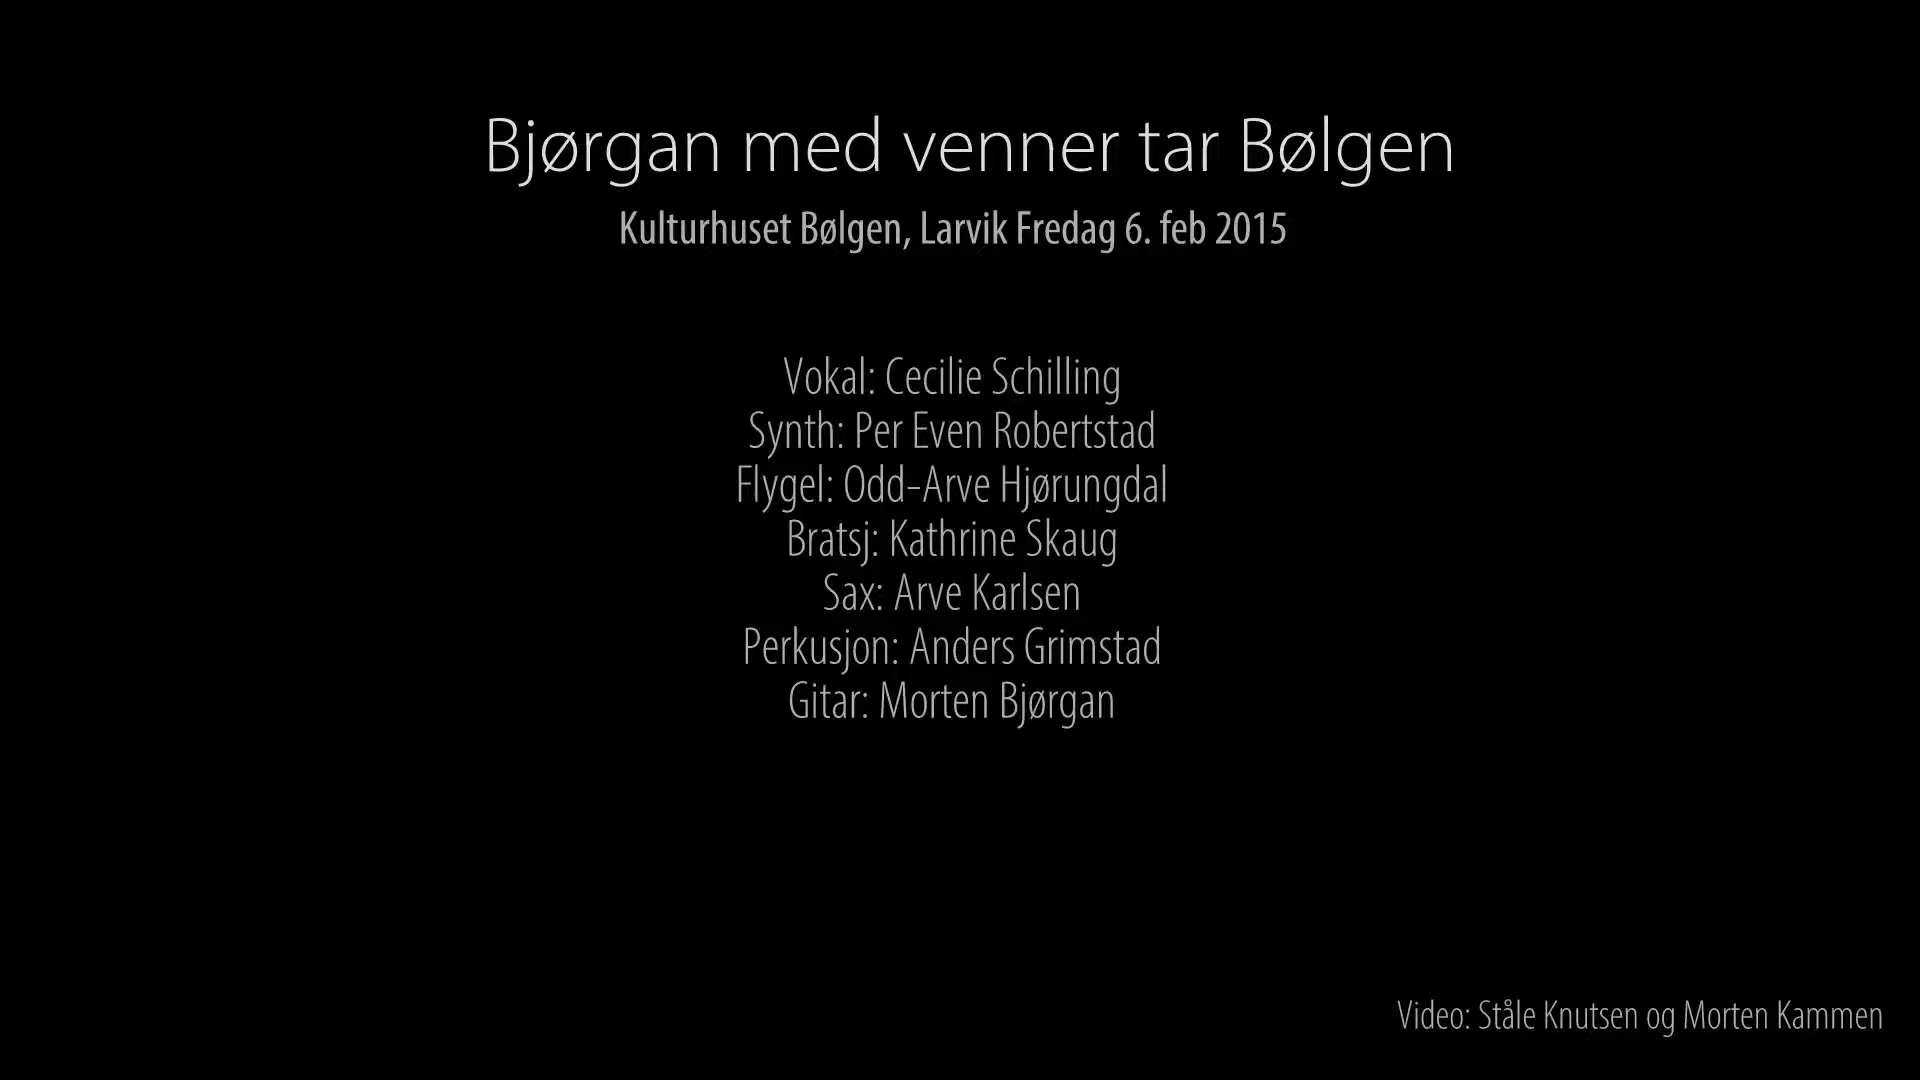 Bjørgan med venner tar Bølgen
Kulturhuset Bølgen, Larvik Fredag 6. feb 2015
Vokal: Cecilie Schilling
Synth: Per Even Robertstad
Flygel: Odd-Arve Hjørungdal
Bratsj: Kathrine Skaug
Sax: Arve Karlsen
Perkusjon: Anders Grimstad
Gitar: Morten Bjørgan
Video: Ståle Knutsen og Morten Kammen